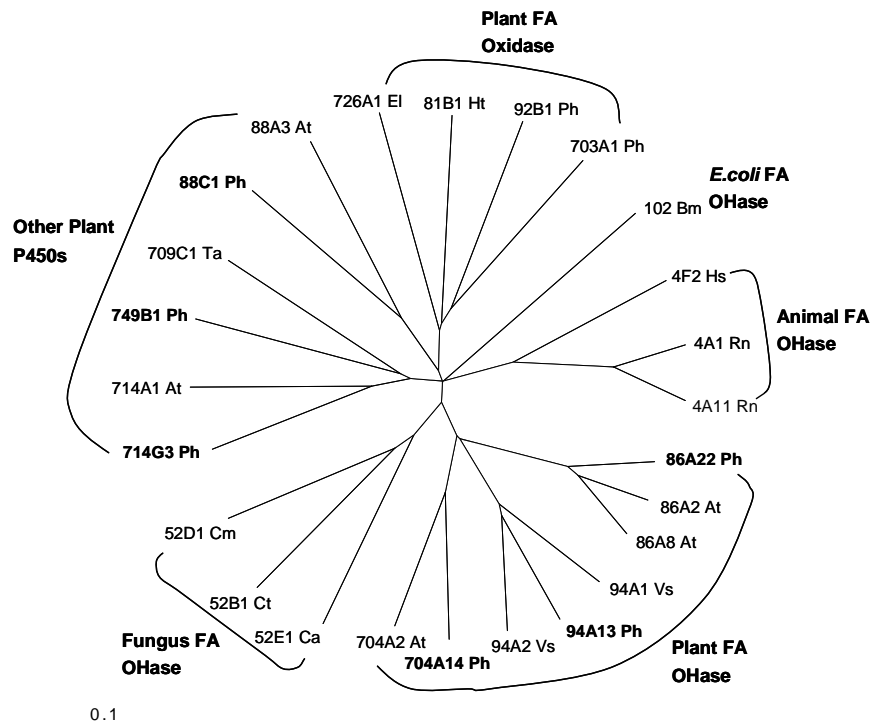 Plant FA
Oxidase
726A1 El
81B1 Ht
92B1 Ph
88A3 At
703A1 Ph
E.coli FA
OHase
88C1 Ph
102 Bm
Other Plant
P450s
709C1 Ta
4F2 Hs
749B1 Ph
Animal FA
OHase
4A1 Rn
714A1 At
4A11 Rn
714G3 Ph
86A22 Ph
86A2 At
52D1 Cm
86A8 At
94A1 Vs
52B1 Ct
94A13 Ph
52E1 Ca
704A2 At
94A2 Vs
Fungus FA
OHase
704A14 Ph
Plant FA
OHase
0.1